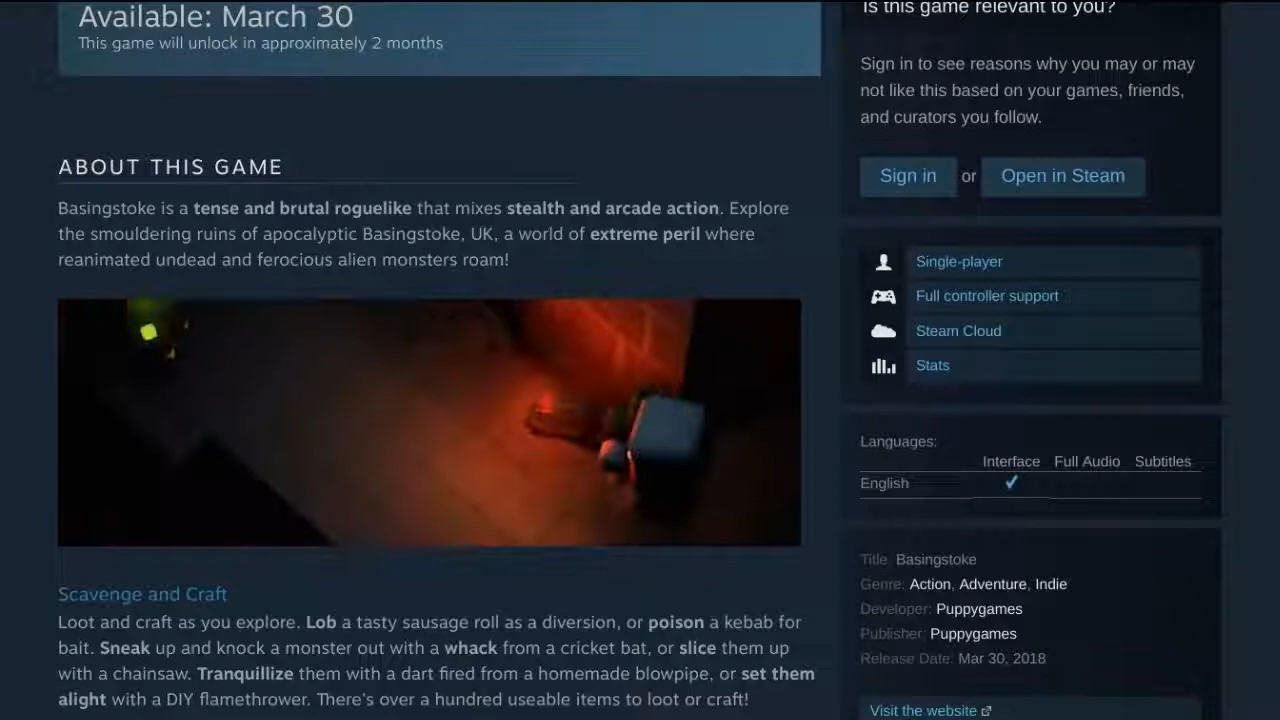 Available: March 30
This game will unlock in approximately 2 months
ABOUT THIS GAME
Basingstoke is a tense and brutal roguelike that mixes stealth and arcade action. Explore
the smouldering ruins of apocalyptic Basingstoke, UK, a world of extreme peril where
reanimated undead and ferocious alien monsters roam!
Scavenge and Craft
Loot and craft as you explore. Lob a tasty sausage roll as a diversion, or poison a kebab for
bait. Sneak up and knock a monster out with a whack from a cricket bat, or slice them up
with a chainsaw. Tranquillize them with a dart fired from a homemade blowpipe, or set them
alight with a DIY flamethrower. There's over a hundred useable items to loot or craft!
Is this game relevant to you?
Sign in to see reasons why you may or may
not like this based on your games, friends,
and curators you follow.
Sign in or Open in Steam
Single-player
Full controller support
Steam Cloud
Stats
Languages:
Interface Full Audio Subtitles
English ✔
Title: Basingstoke
Genre: Action, Adventure, Indie
Developer: Puppygames
Publisher: Puppygames
Release Date: Mar 30, 2018
Visit the website